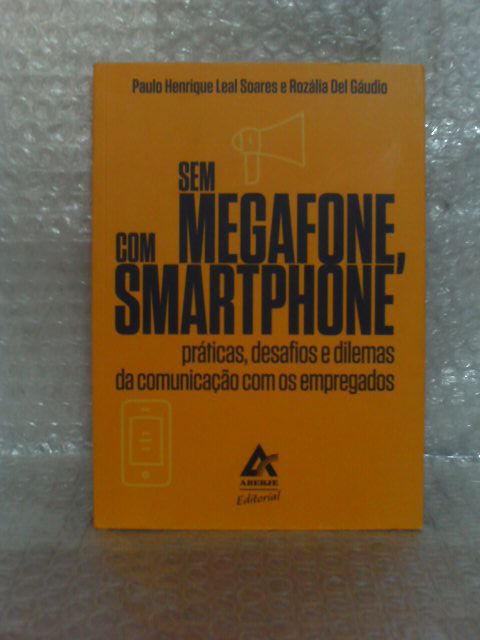 Paulo Henrique Leal Soares e Rozália Del Gáudio
SEM
MEGAFONE,
COM
SMARTPHONE
práticas, desafios e dilemas
da comunicação com os empregados
ABERJE
Editorial